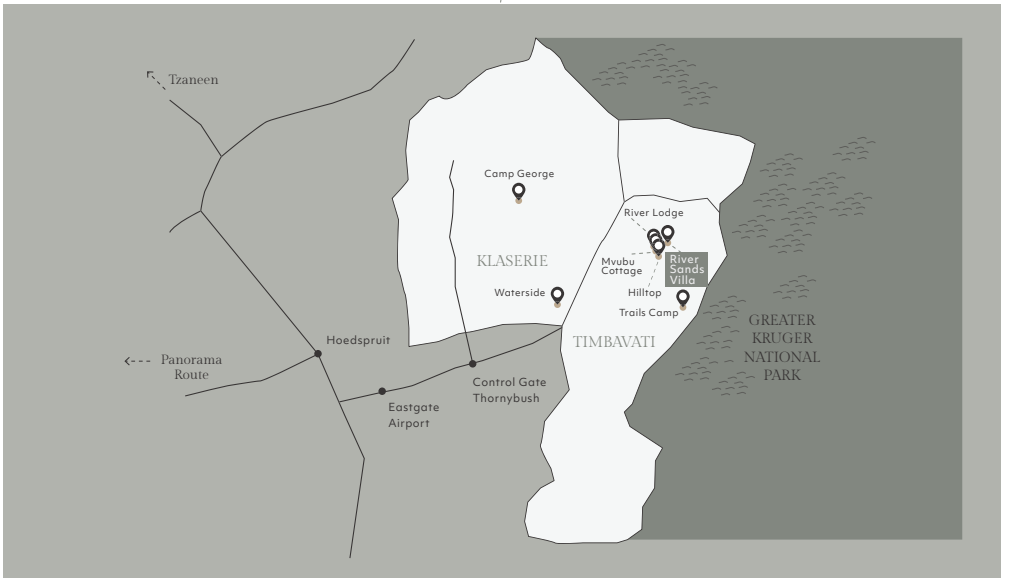 Tzaneen
Camp George
River Lodge
KLASERIE
Mvubu
Cottage
River
Sands
Villa
Waterside
Hilltop
Trails Camp
GREATER
KRUGER
NATIONAL
PARK
TIMBAVATI
Hoedspruit
Panorama
Route
Control Gate
Thornybush
Eastgate
Airport